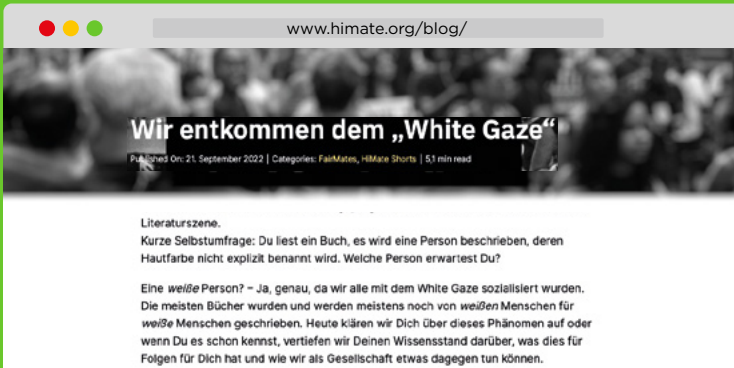 www.himate.org/blog/
Wir entkommen dem „White Gaze“
Published On: 21. September 2022 | Categories: FairMates, HiMate Shorts | 5,1 min read
Literaturszene.
Kurze Selbstumfrage: Du liest ein Buch, es wird eine Person beschrieben, deren
Hautfarbe nicht explizit benannt wird. Welche Person erwartest Du?
Eine weiße Person? – Ja, genau, da wir alle mit dem White Gaze sozialisiert wurden.
Die meisten Bücher wurden und werden meistens noch von weißen Menschen für
weiße Menschen geschrieben. Heute klären wir Dich über dieses Phänomen auf oder
wenn Du es schon kennst, vertiefen wir Deinen Wissensstand darüber, was dies für
Folgen für Dich hat und wie wir als Gesellschaft etwas dagegen tun können.